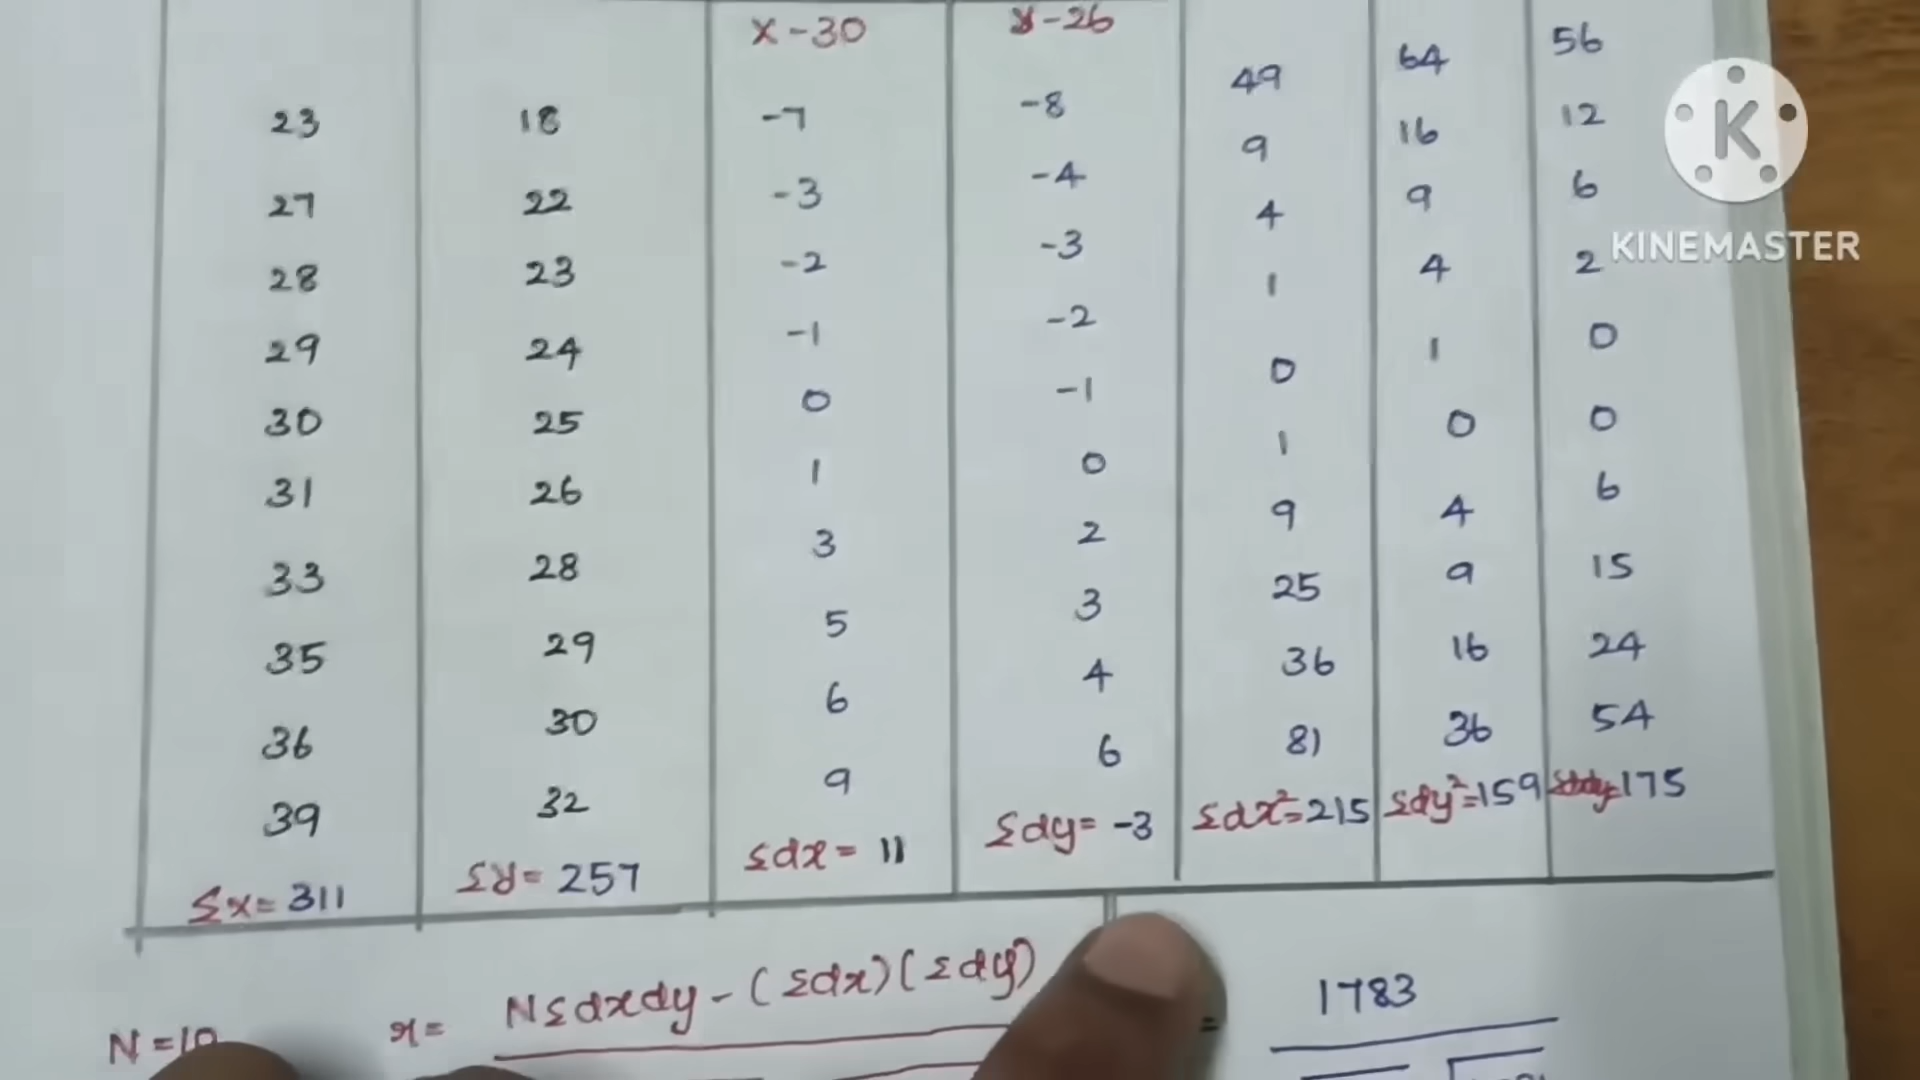 x-30 y-26
23 18 -7 -8 49 64 56
27 22 -3 -4 9 16 12
28 23 -2 -3 4 9 6
29 24 -1 -2 1 4 2
30 25 0 -1 0 1 0
31 26 1 0 1 0 0
33 28 3 2 9 4 6
35 29 5 3 25 9 15
36 30 6 4 36 16 24
39 32 9 6 81 36 54
Σx= 311 Σy= 257 Σdx= 11 Σdy= -3 Σdx²=215 Σdy²=159 175
N=10 r= NΣdxdy-(Σdx)(Σdy) = 1783
K
KINEMASTER